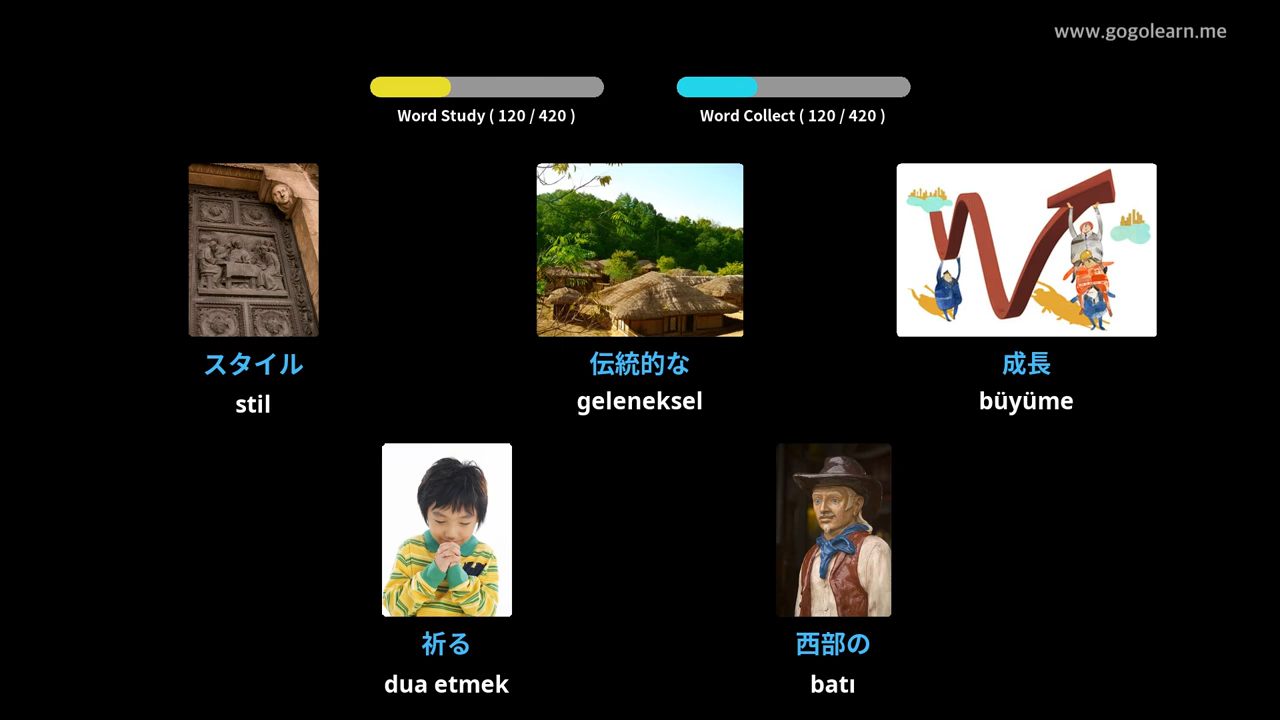 www.gogolearn.me
Word Study ( 120 / 420 )
Word Collect ( 120 / 420 )
スタイル
stil
伝統的な
geleneksel
成長
büyüme
祈る
dua etmek
西部の
batı